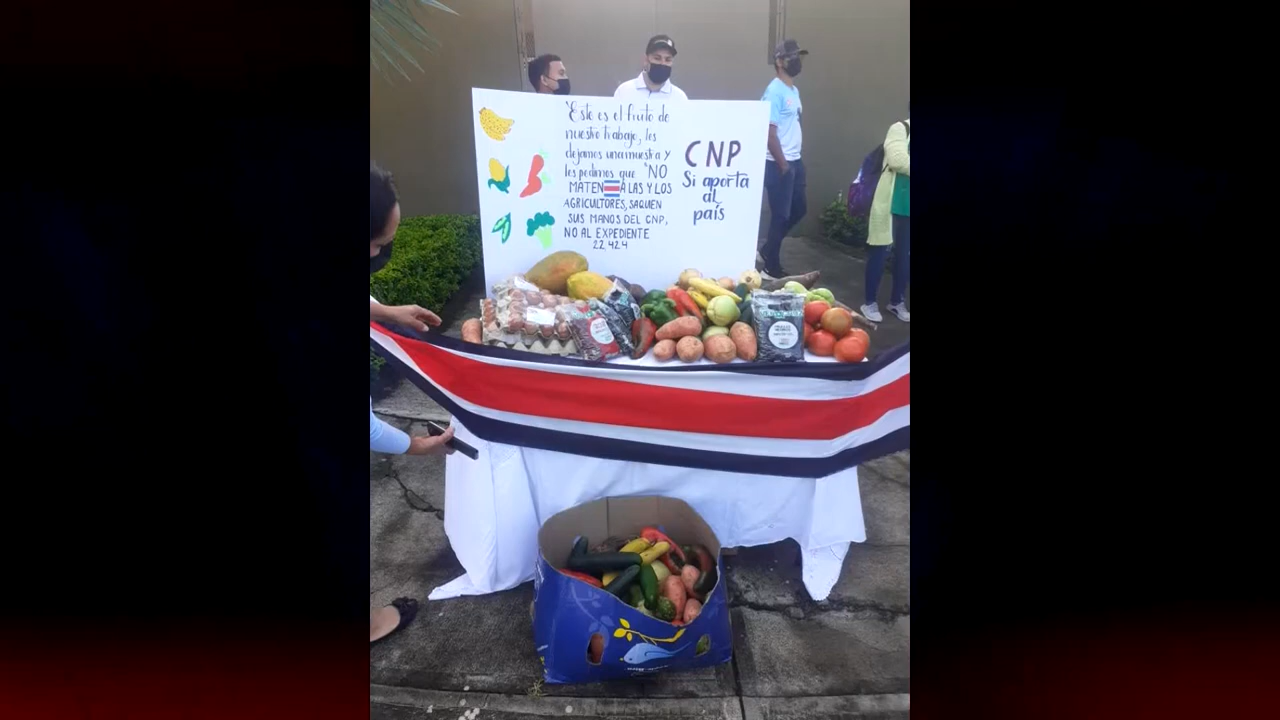 "Este es el fruto de
nuestro trabajo, les
dejamos una muestra y
les pedimos que "NO
MATEN A LAS Y LOS
AGRICULTORES, SAQUEN
SUS MANOS DEL CNP,
NO AL EXPEDIENTE
22,424
CNP
Si aporta
al
país